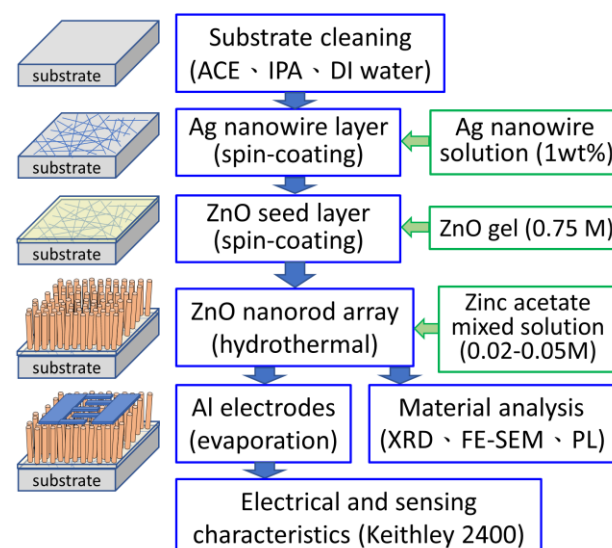 Substrate cleaning
(ACE、IPA、DI water)
substrate
Ag nanowire layer
(spin-coating)
Ag nanowire
solution (1wt%)
substrate
ZnO seed layer
(spin-coating)
ZnO gel (0.75 M)
substrate
ZnO nanorod array
(hydrothermal)
Zinc acetate
mixed solution
(0.02-0.05M)
substrate
Al electrodes
(evaporation)
Material analysis
(XRD、FE-SEM、PL)
substrate
Electrical and sensing
characteristics (Keithley 2400)